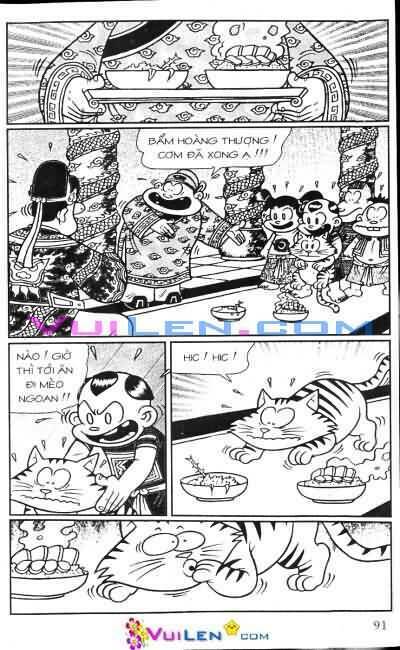 BẨM HOÀNG THƯỢNG !
CƠM ĐÃ XONG Ạ !!!
VUILEN.COM
NÀO ! GIỜ
THÌ TỚI ĂN
ĐI MÈO
NGOAN !!
HIC ! HIC !
91
VUILEN.COM